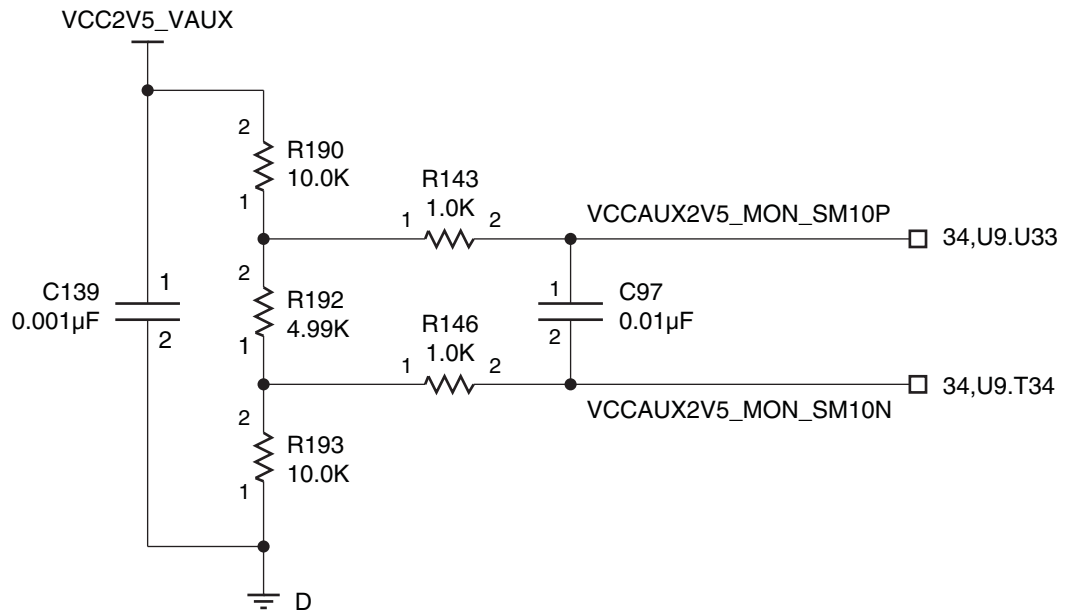 VCC2V5_VAUX
2
R190
10.0K
1
R143
1.0K
1
2
VCCAUX2V5_MON_SM10P
34,U9.U33
2
R192
4.99K
1
C139
0.001µF
1
2
R146
1.0K
1
2
1
C97
0.01µF
2
VCCAUX2V5_MON_SM10N
34,U9.T34
2
R193
10.0K
1
D